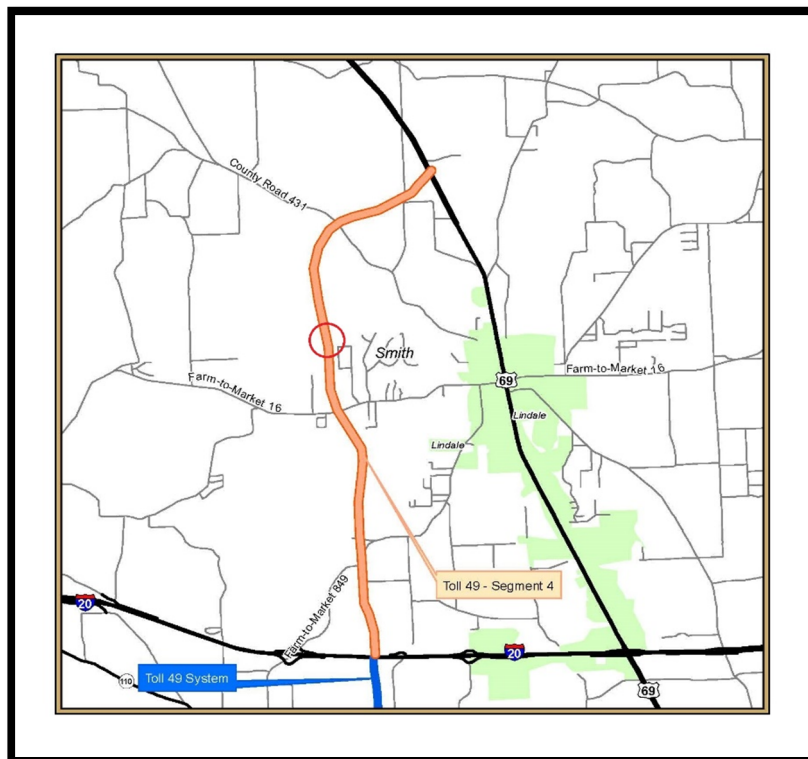 County Road 431
Smith
Farm-to-Market 16
Farm-to-Market 16
69
Lindale
Lindale
Toll 49 - Segment 4
20
Farm-to-Market 849
20
110
Toll 49 System
69